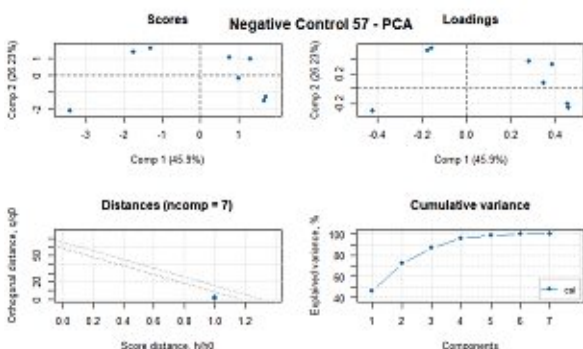 Negative Control 57 - PCA
Scores
Comp 2 (26.23%)
-2
0
1
-3
-2
-1
0
1
Comp 1 (45.9%)
Loadings
Comp 2 (26.23%)
-0.2
0.2
-0.4
-0.2
0.0
0.2
0.4
Comp 1 (45.9%)
Distances (ncomp = 7)
Orthogonal distance, q/q0
0
20
50
0.0
0.2
0.4
0.6
0.8
1.0
1.2
Score distance, h/h0
Cumulative variance
Explained variance, %
40
60
80
100
1
2
3
4
5
6
7
Components
cal